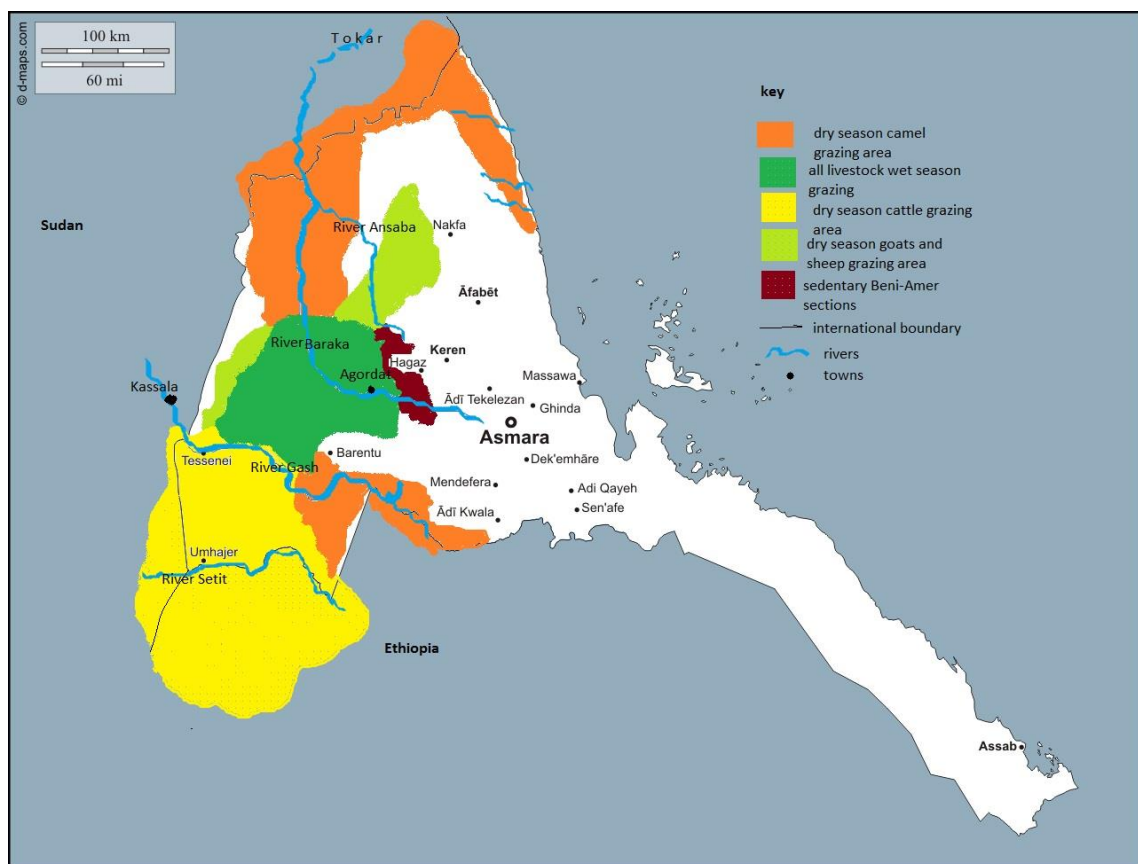 © d-maps.com
100 km
60 mi
Tokar
key
dry season camel
grazing area
all livestock wet season
grazing
dry season cattle grazing
area
dry season goats and
sheep grazing area
sedentary Beni-Amer
sections
international boundary
rivers
towns
Sudan
River Ansaba
Nakfa
Āfabēt
River Baraka
Keren
Hagaz
Agordat
Massawa
Kassala
Ādī Tekelezan
Ghinda
Asmara
Tessenei
River Gash
Barentu
Dek'emhāre
Mendefera
Adi Qayeh
Ādī Kwala
Sen'afe
Umhajer
River Setit
Ethiopia
Assab